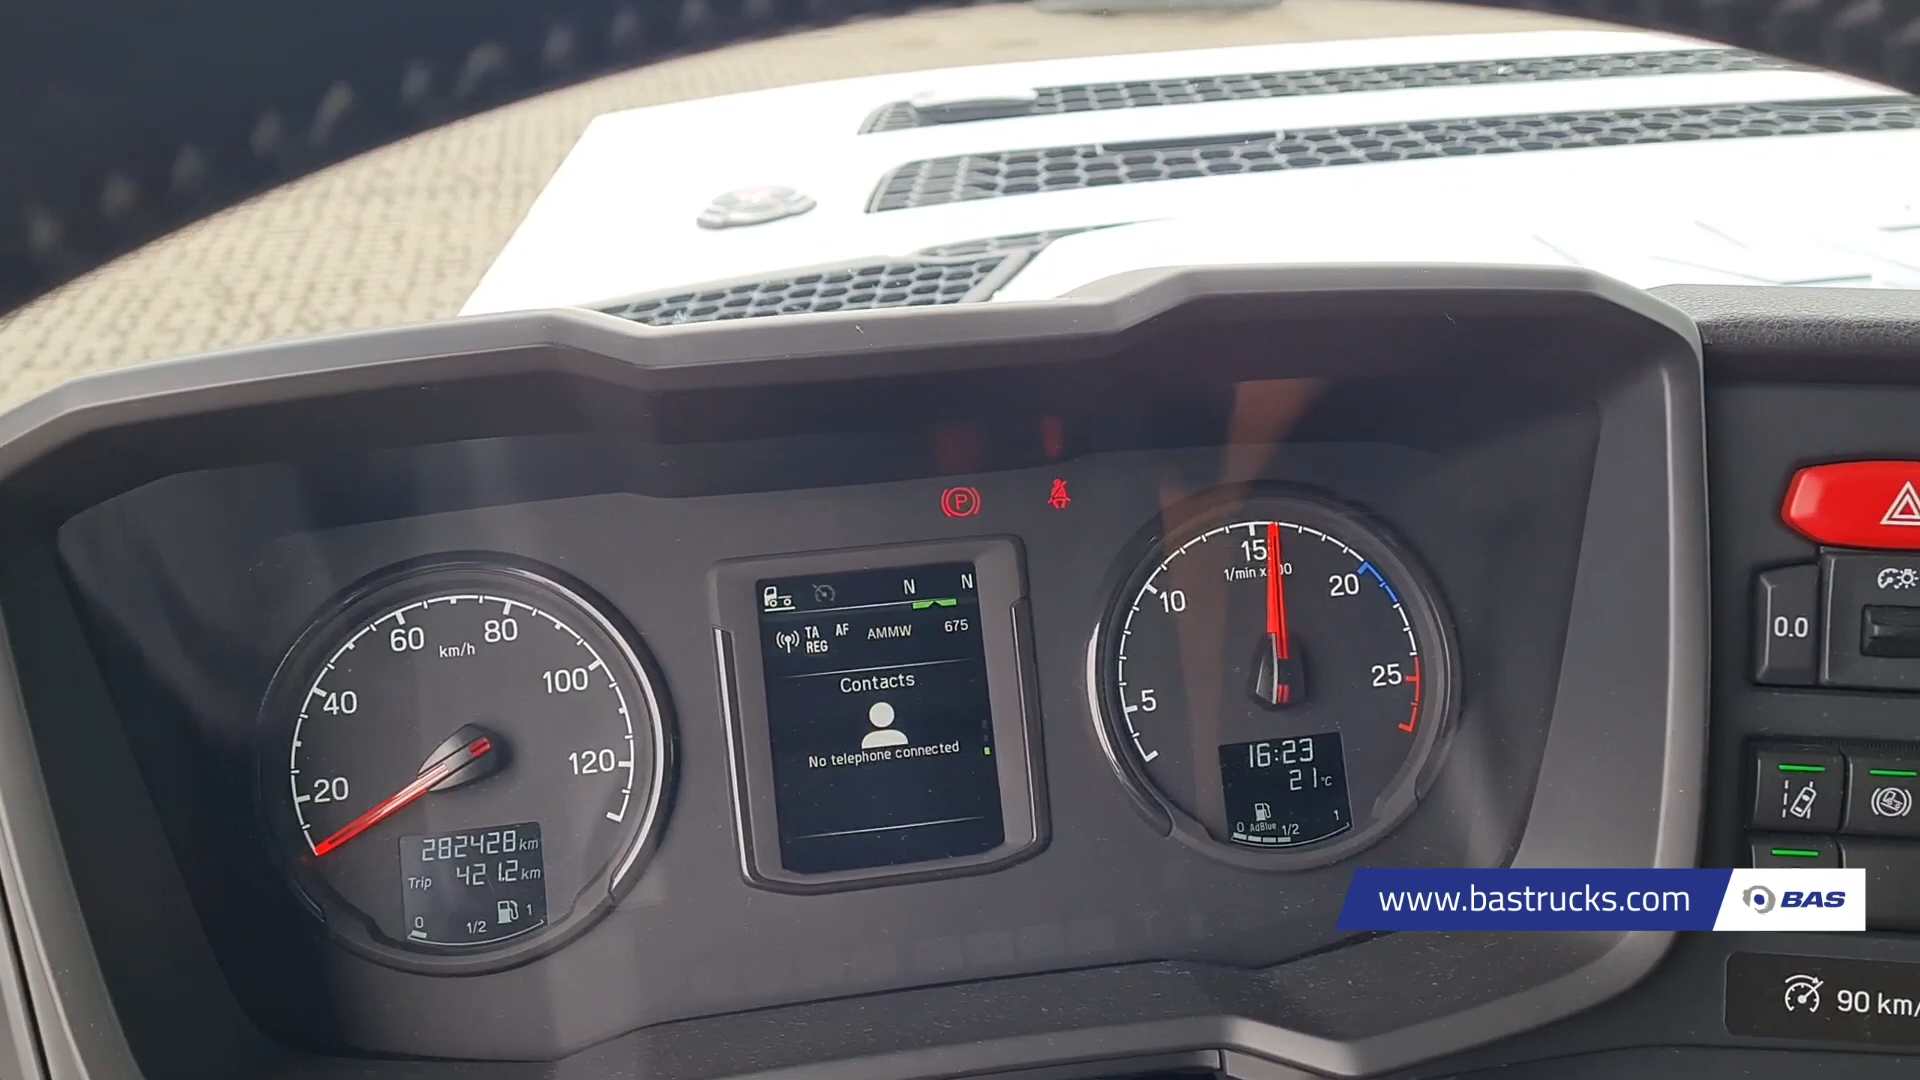 P
60
80
km/h
40
100
20
120
282428 km
Trip 421.2 km
0 1/2 1
N N
TA AF AMMW 675
REG
Contacts
No telephone connected
15
1/min x100
10
20
5
25
16:23
21°C
0 AdBlue 1/2 1
0.0
www.bastrucks.com
BAS
90 km/